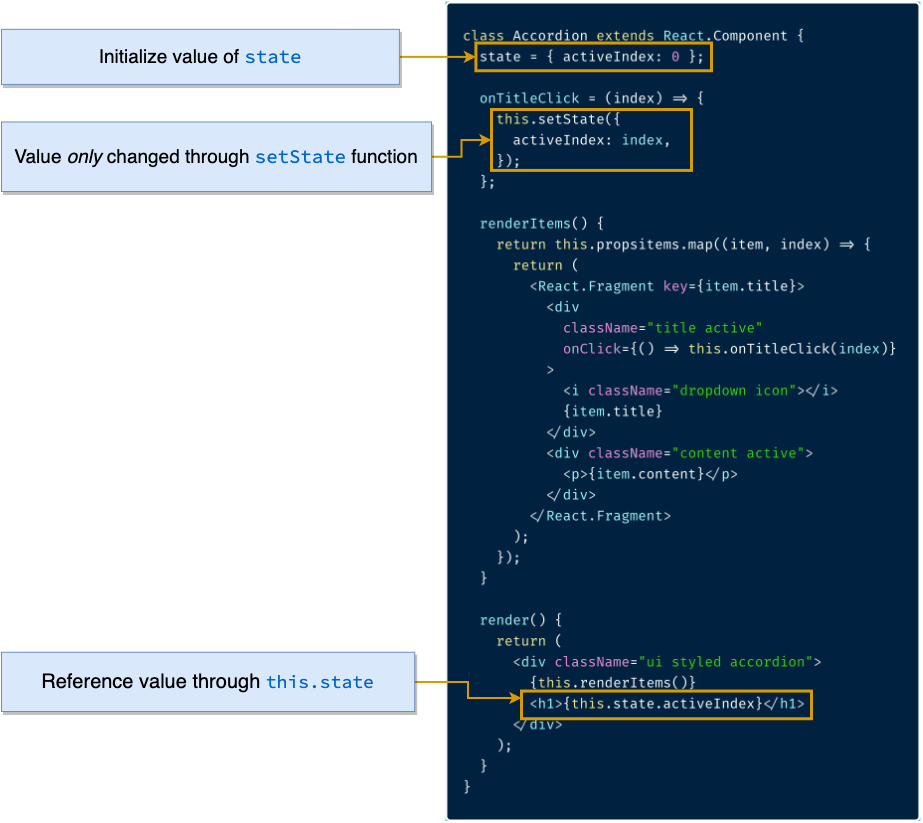 Initialize value of state
Value only changed through setState function
Reference value through this.state
class Accordion extends React.Component {
state = { activeIndex: 0 };
onTitleClick = (index) => {
this.setState({
activeIndex: index,
});
};
renderItems() {
return this.propsitems.map((item, index) => {
return (
<React.Fragment key={item.title}>
<div
className="title active"
onClick={() => this.onTitleClick(index)}
>
<i className="dropdown icon"></i>
{item.title}
</div>
<div className="content active">
<p>{item.content}</p>
</div>
</React.Fragment>
);
});
}
render() {
return (
<div className="ui styled accordion">
{this.renderItems()}
<h1>{this.state.activeIndex}</h1>
</div>
);
}
}